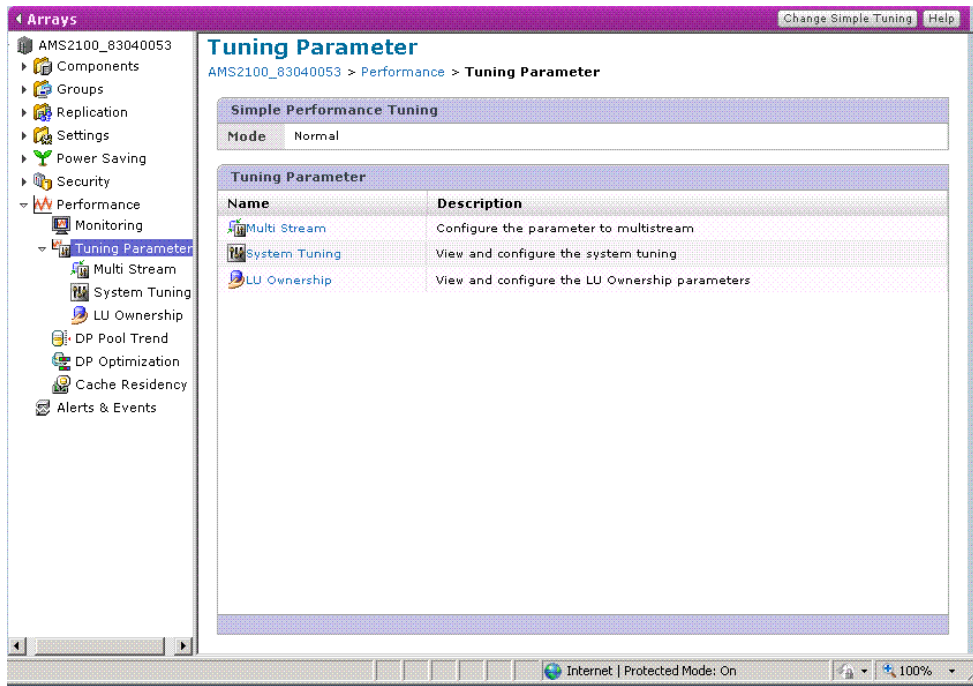 Arrays
Change Simple Tuning
Help
AMS2100_83040053
Components
Groups
Replication
Settings
Power Saving
Security
Performance
Monitoring
Tuning Parameter
Multi Stream
System Tuning
LU Ownership
DP Pool Trend
DP Optimization
Cache Residency
Alerts & Events
Tuning Parameter
AMS2100_83040053 > Performance > Tuning Parameter
Simple Performance Tuning
Mode Normal
Tuning Parameter
Name Description
Multi Stream Configure the parameter to multistream
System Tuning View and configure the system tuning
LU Ownership View and configure the LU Ownership parameters
Internet | Protected Mode: On
100%